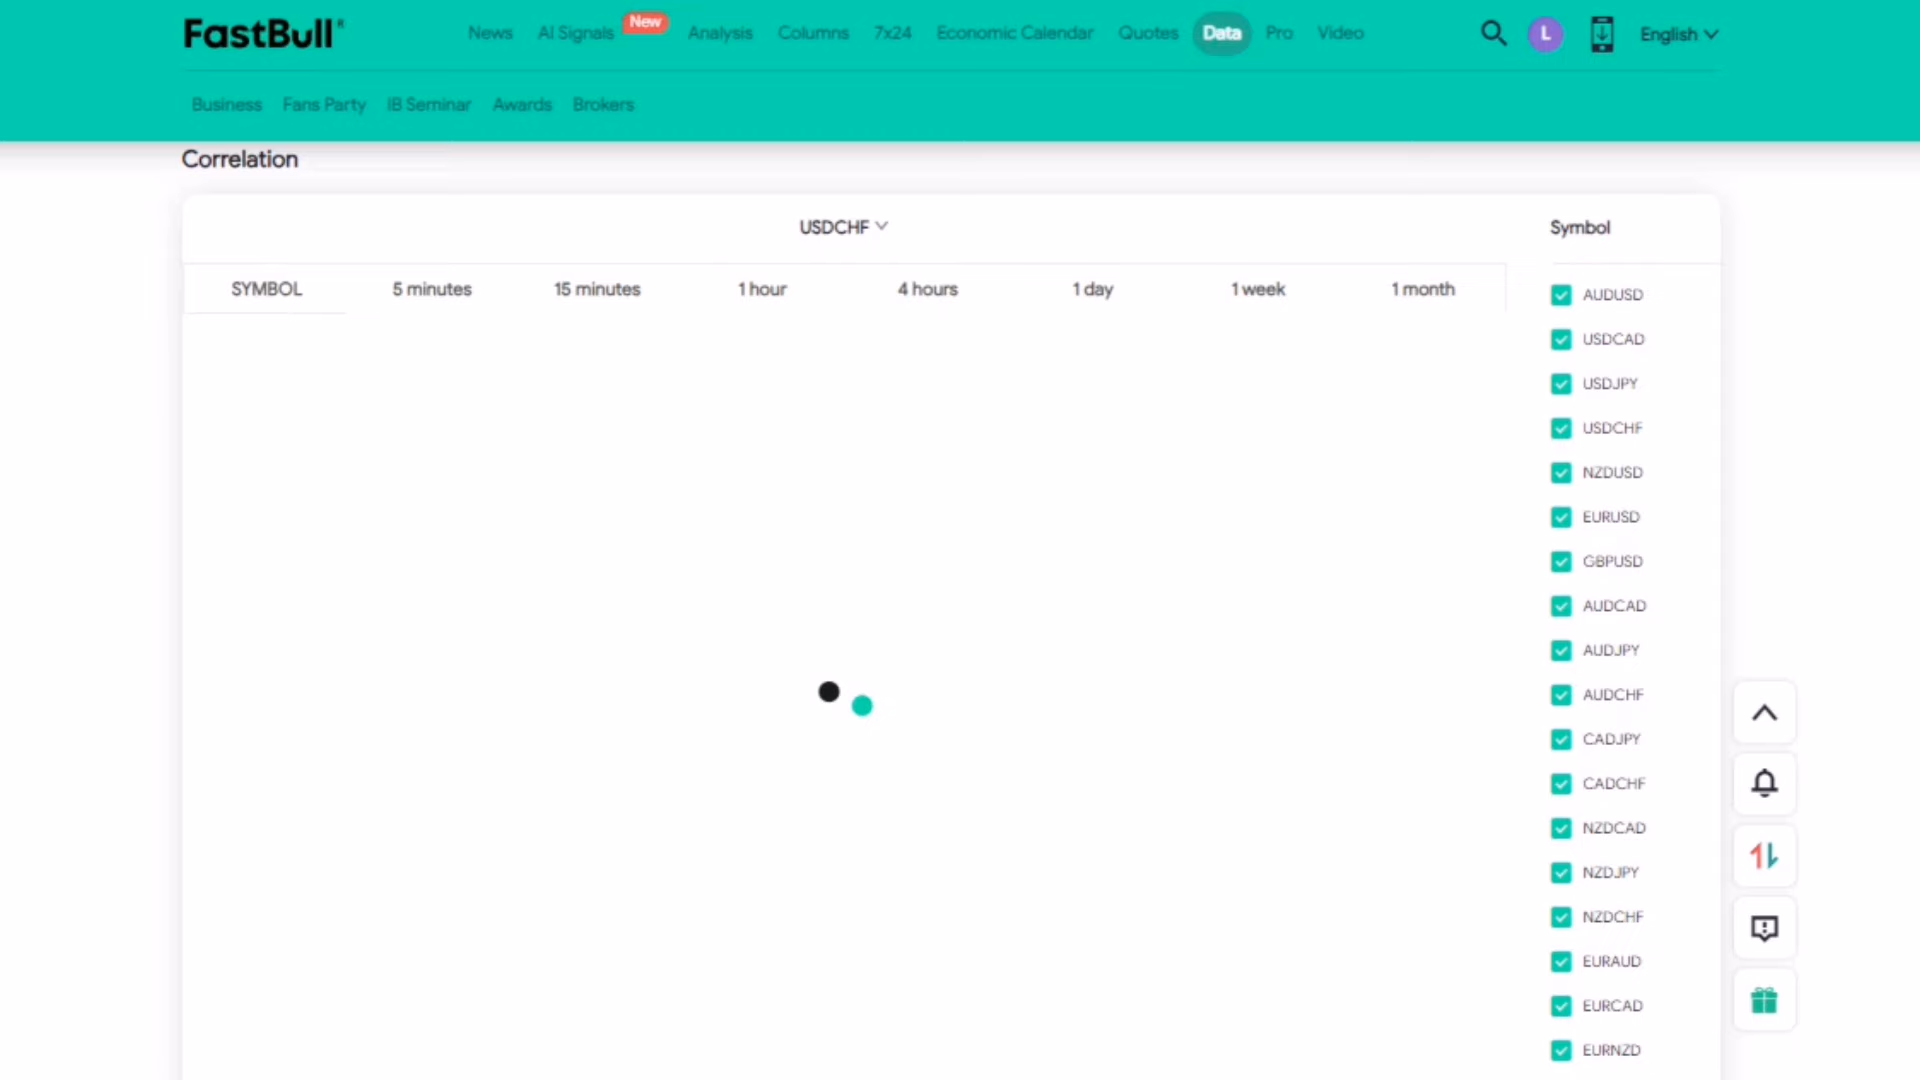 FastBull®
News AI Signals New Analysis Columns 7x24 Economic Calendar Quotes Data Pro Video L English
Business Fans Party IB Seminar Awards Brokers
Correlation
USDCHF Symbol
SYMBOL 5 minutes 15 minutes 1 hour 4 hours 1 day 1 week 1 month
AUDUSD
USDCAD
USDJPY
USDCHF
NZDUSD
EURUSD
GBPUSD
AUDCAD
AUDJPY
AUDCHF
CADJPY
CADCHF
NZDCAD
NZDJPY
NZDCHF
EURAUD
EURCAD
EURNZD